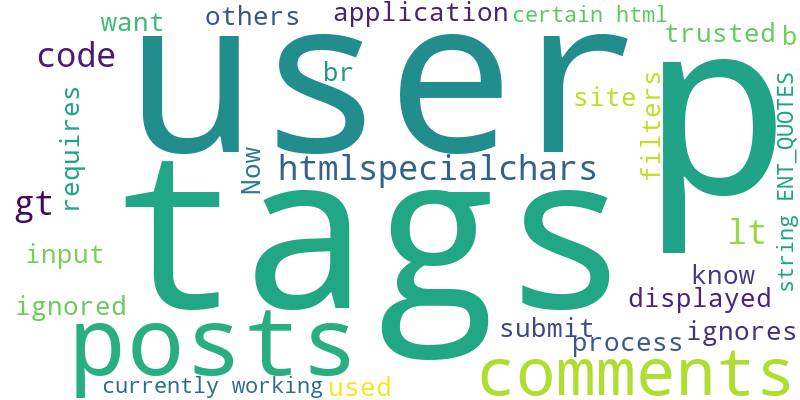 want
others
application
certain html
code
user
trusted
b
br
p
site
filters
requires
Now
htmlspecialchars
string ENT_QUOTES
gt
tags
lt
input
know
ignored
displayed
posts
submit
process
ignores
comments
currently working
used